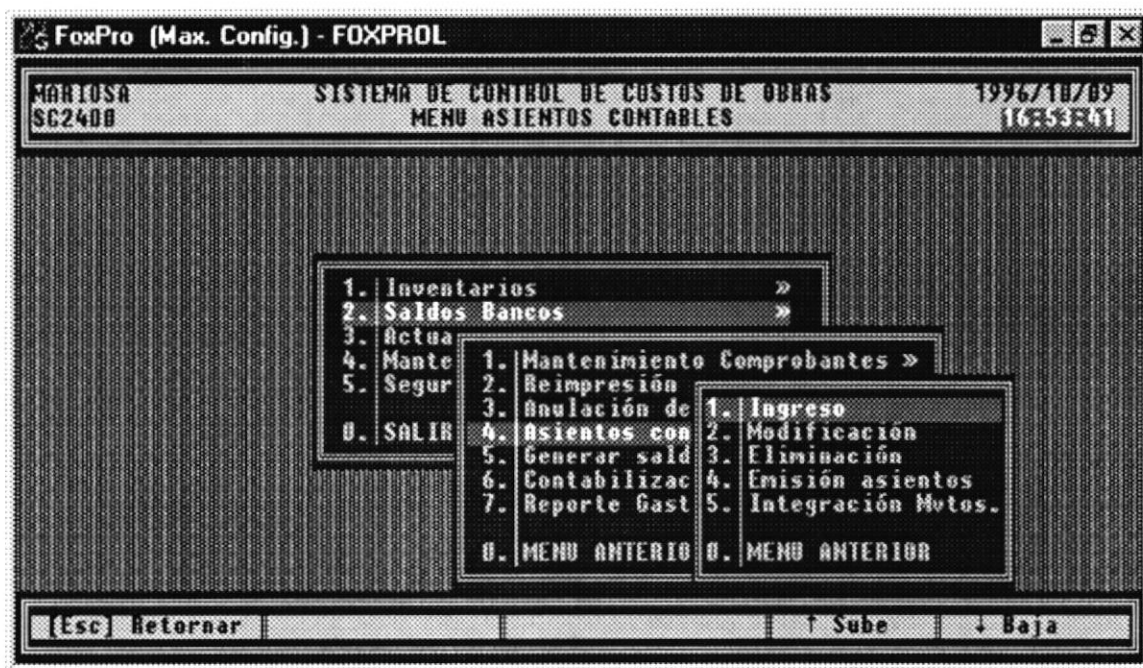 FoxPro (Max. Config.) - FOXPROL
MARIOSA SISTEMA DE CONTROL DE COSTOS DE OBRAS 1996/10/09
SC24D0 MENU ASIENTOS CONTABLES 16:53:41
1. Inventarios »
2. Saldos Bancos »
3. Actua
4. Mante
5. Segur
0. SALIR
1. Mantenimiento Comprobantes »
2. Reimpresión
3. Anulación de
4. Asientos con
5. Generar sald
6. Contabilizac
7. Reporte Gast
0. MENU ANTERIO
1. Ingreso
2. Modificación
3. Eliminación
4. Emisión asientos
5. Integración Mvtos.
0. MENU ANTERIOR
[Esc] Retornar ↑ Sube ↓ Baja